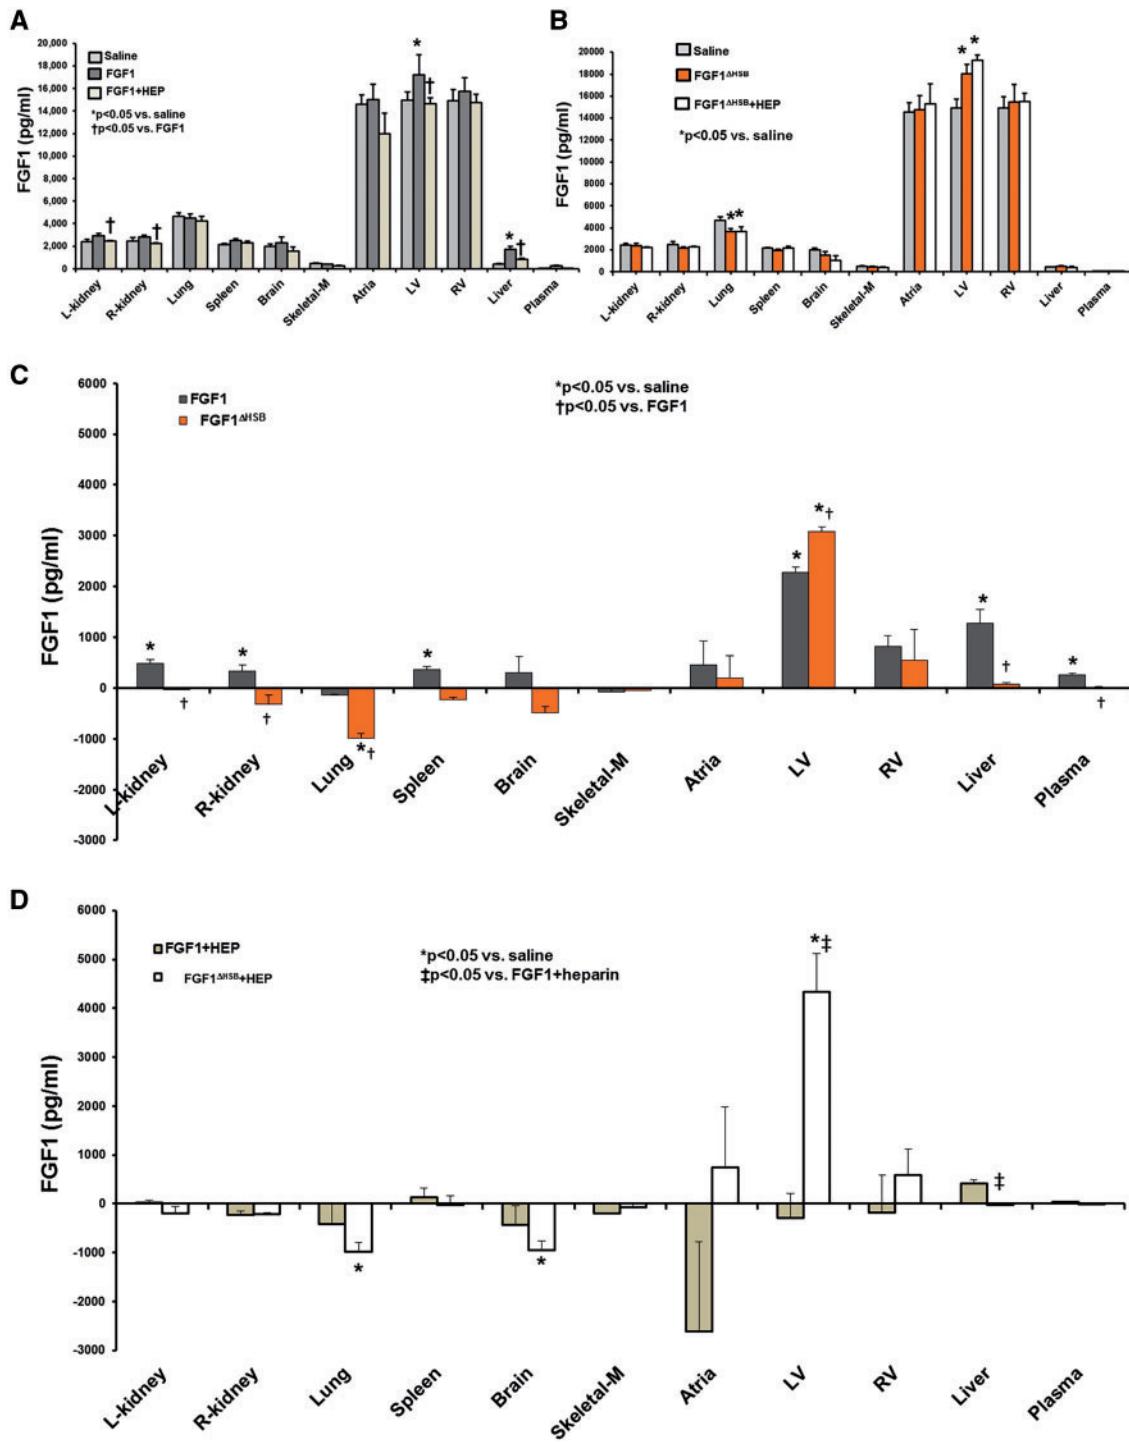 A
FGF1 (pg/ml)
20,000
18,000
16,000
14,000
12,000
10,000
8,000
6,000
4,000
2,000
0
Saline
FGF1
FGF1+HEP
*p<0.05 vs. saline
†p<0.05 vs. FGF1
† † * † * †
L-kidney R-kidney Lung Spleen Brain Skeletal-M Atria LV RV Liver Plasma
B
FGF1 (pg/ml)
20000
18000
16000
14000
12000
10000
8000
6000
4000
2000
0
Saline
FGF1ΔHSB
FGF1ΔHSB+HEP
*p<0.05 vs. saline
* * * *
L-kidney R-kidney Lung Spleen Brain Skeletal-M Atria LV RV Liver Plasma
C
FGF1 (pg/ml)
6000
5000
4000
3000
2000
1000
0
-1000
-2000
-3000
FGF1
FGF1ΔHSB
*p<0.05 vs. saline
†p<0.05 vs. FGF1
* † * † *† * * *† * † * †
L-kidney R-kidney Lung Spleen Brain Skeletal-M Atria LV RV Liver Plasma
D
FGF1 (pg/ml)
6000
5000
4000
3000
2000
1000
0
-1000
-2000
-3000
FGF1+HEP
FGF1ΔHSB+HEP
*p<0.05 vs. saline
‡p<0.05 vs. FGF1+heparin
* * *‡ ‡
L-kidney R-kidney Lung Spleen Brain Skeletal-M Atria LV RV Liver Plasma